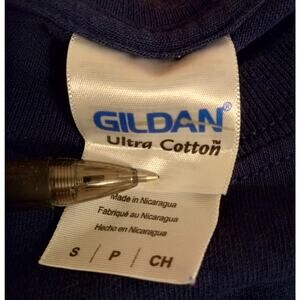 GILDAN®
Ultra Cotton™
Made in Nicaragua
Fabriqué au Nicaragua
Hecho en Nicaragua
S / P / CH